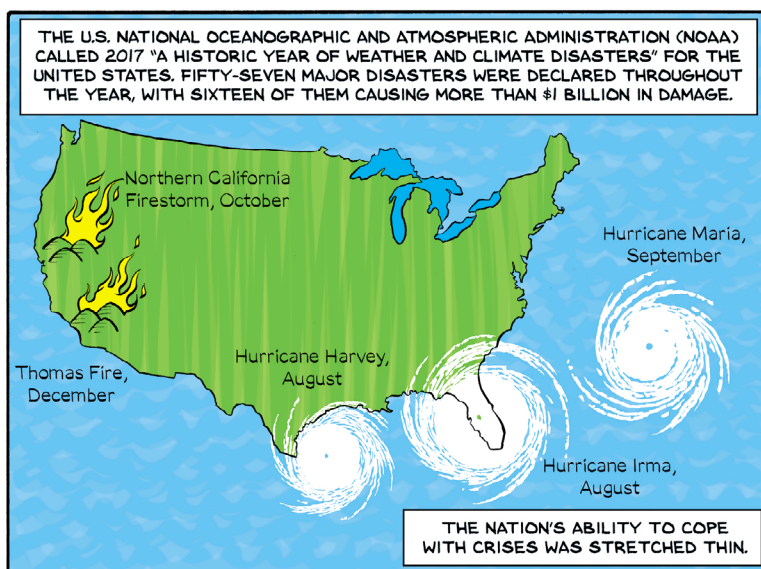 THE U.S. NATIONAL OCEANOGRAPHIC AND ATMOSPHERIC ADMINISTRATION (NOAA)
CALLED 2017 “A HISTORIC YEAR OF WEATHER AND CLIMATE DISASTERS” FOR THE
UNITED STATES. FIFTY-SEVEN MAJOR DISASTERS WERE DECLARED THROUGHOUT
THE YEAR, WITH SIXTEEN OF THEM CAUSING MORE THAN $1 BILLION IN DAMAGE.
Northern California
Firestorm, October
Hurricane Maria,
September
Thomas Fire,
December
Hurricane Harvey,
August
Hurricane Irma,
August
THE NATION’S ABILITY TO COPE
WITH CRISES WAS STRETCHED THIN.